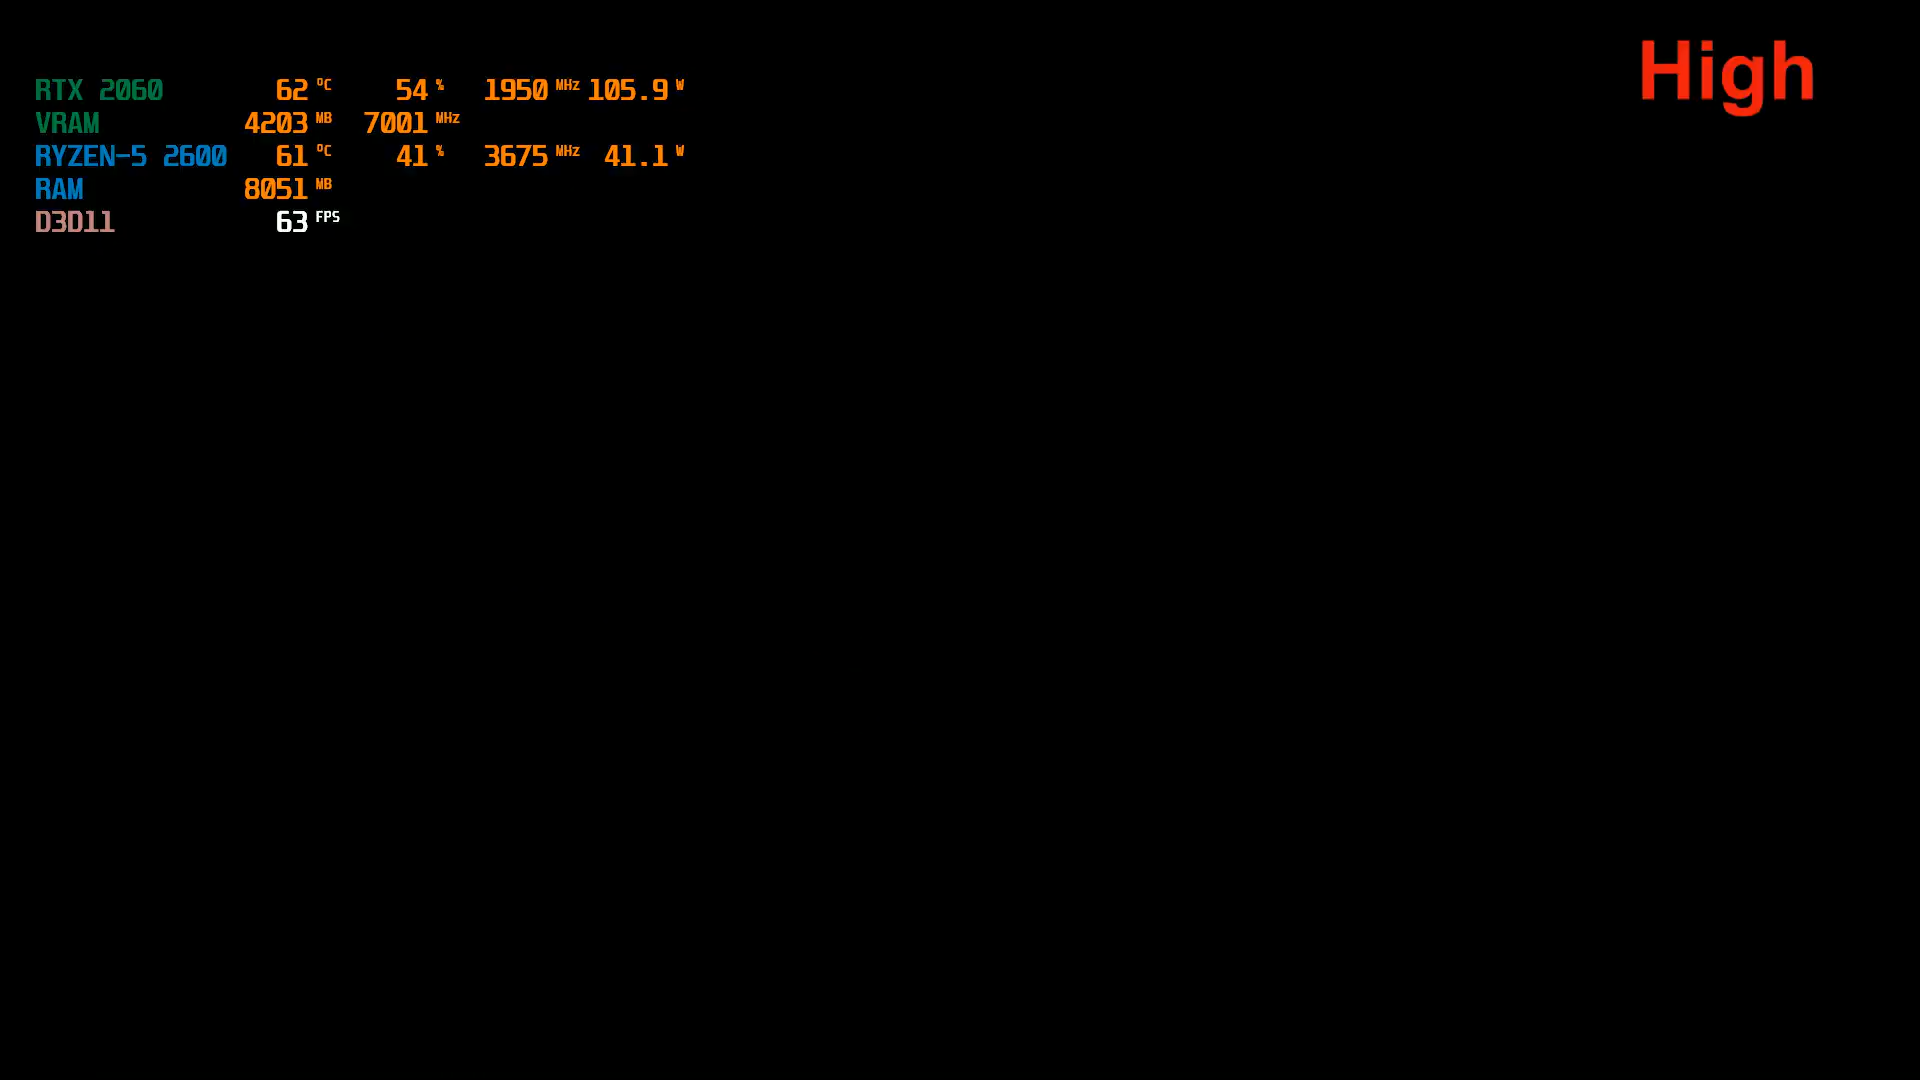 High
RTX 2060 62 °C 54 % 1950 MHz 105.9 W
VRAM 4203 MB 7001 MHz
RYZEN-5 2600 61 °C 41 % 3675 MHz 41.1 W
RAM 8051 MB
D3D11 63 FPS